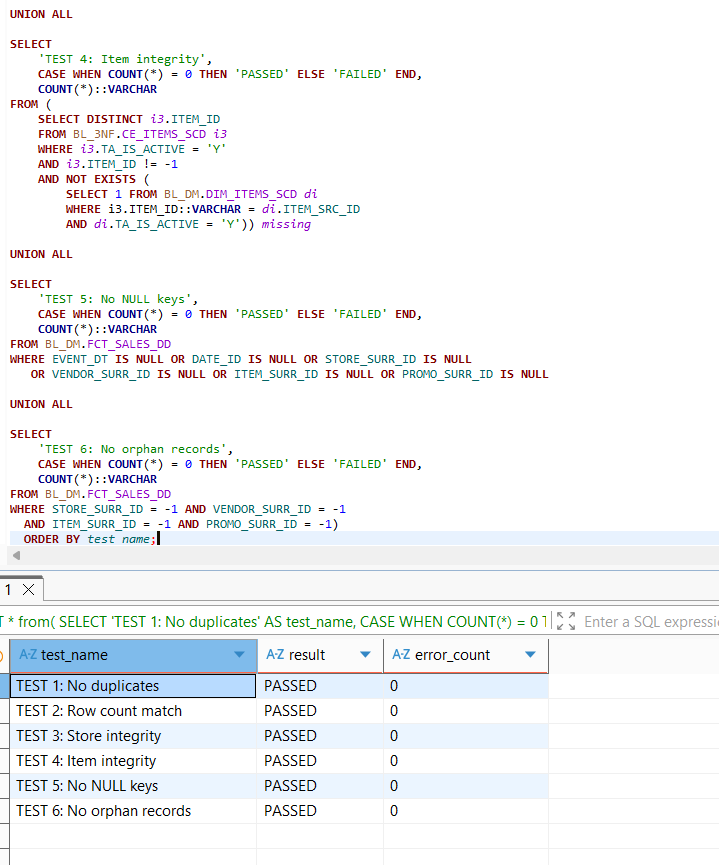 UNION ALL
SELECT
'TEST 4: Item integrity',
CASE WHEN COUNT(*) = 0 THEN 'PASSED' ELSE 'FAILED' END,
COUNT(*)::VARCHAR
FROM (
SELECT DISTINCT i3.ITEM_ID
FROM BL_3NF.CE_ITEMS_SCD i3
WHERE i3.TA_IS_ACTIVE = 'Y'
AND i3.ITEM_ID != -1
AND NOT EXISTS (
SELECT 1 FROM BL_DM.DIM_ITEMS_SCD di
WHERE i3.ITEM_ID::VARCHAR = di.ITEM_SRC_ID
AND di.TA_IS_ACTIVE = 'Y')) missing
UNION ALL
SELECT
'TEST 5: No NULL keys',
CASE WHEN COUNT(*) = 0 THEN 'PASSED' ELSE 'FAILED' END,
COUNT(*)::VARCHAR
FROM BL_DM.FCT_SALES_DD
WHERE EVENT_DT IS NULL OR DATE_ID IS NULL OR STORE_SURR_ID IS NULL
OR VENDOR_SURR_ID IS NULL OR ITEM_SURR_ID IS NULL OR PROMO_SURR_ID IS NULL
UNION ALL
SELECT
'TEST 6: No orphan records',
CASE WHEN COUNT(*) = 0 THEN 'PASSED' ELSE 'FAILED' END,
COUNT(*)::VARCHAR
FROM BL_DM.FCT_SALES_DD
WHERE STORE_SURR_ID = -1 AND VENDOR_SURR_ID = -1
AND ITEM_SURR_ID = -1 AND PROMO_SURR_ID = -1)
ORDER BY test_name;
1
T * from( SELECT 'TEST 1: No duplicates' AS test_name, CASE WHEN COUNT(*) = 0 T Enter a SQL expressi
A-Z test_name A-Z result A-Z error_count
TEST 1: No duplicates PASSED 0
TEST 2: Row count match PASSED 0
TEST 3: Store integrity PASSED 0
TEST 4: Item integrity PASSED 0
TEST 5: No NULL keys PASSED 0
TEST 6: No orphan records PASSED 0